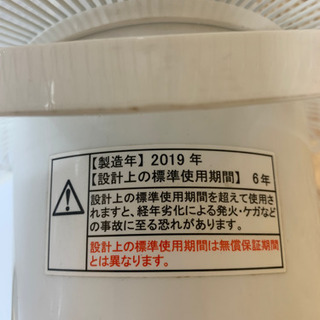 【製造年】2019 年
【設計上の標準使用期間】 6年
設計上の標準使用期間を超えて使用さ
れますと、経年劣化による発火・ケガなど
の事故に至る恐れがあります。
設計上の標準使用期間は無償保証期間
とは異なります。